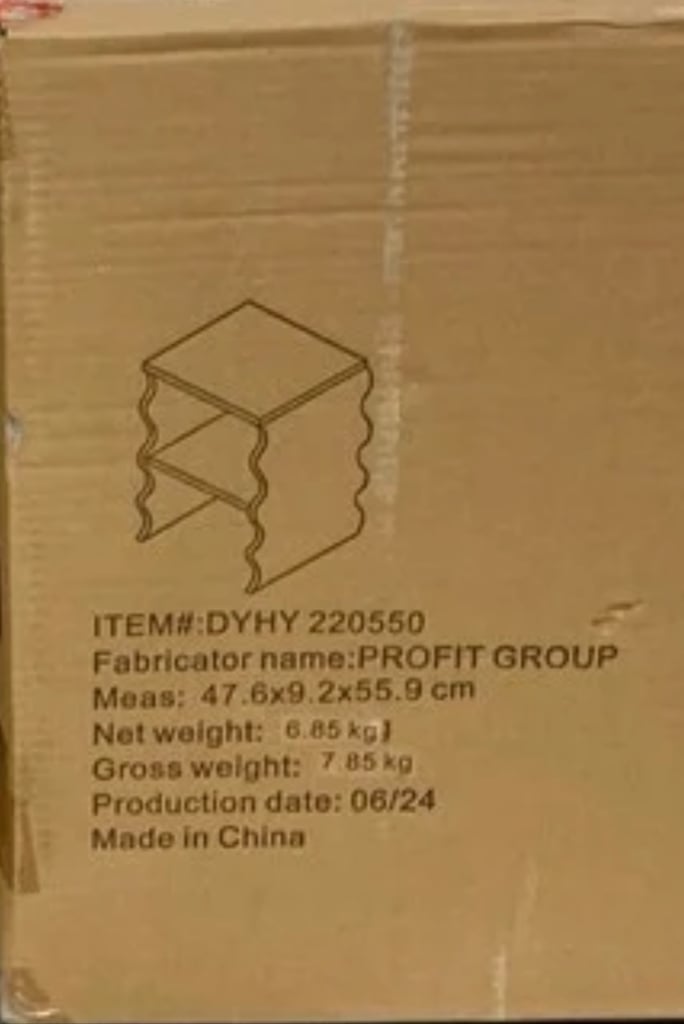 ITEM#:DYHY 220550
Fabricator name:PROFIT GROUP
Meas: 47.6x9.2x55.9 cm
Net weight: 6.85 kg
Gross weight: 7.85 kg
Production date: 06/24
Made in China